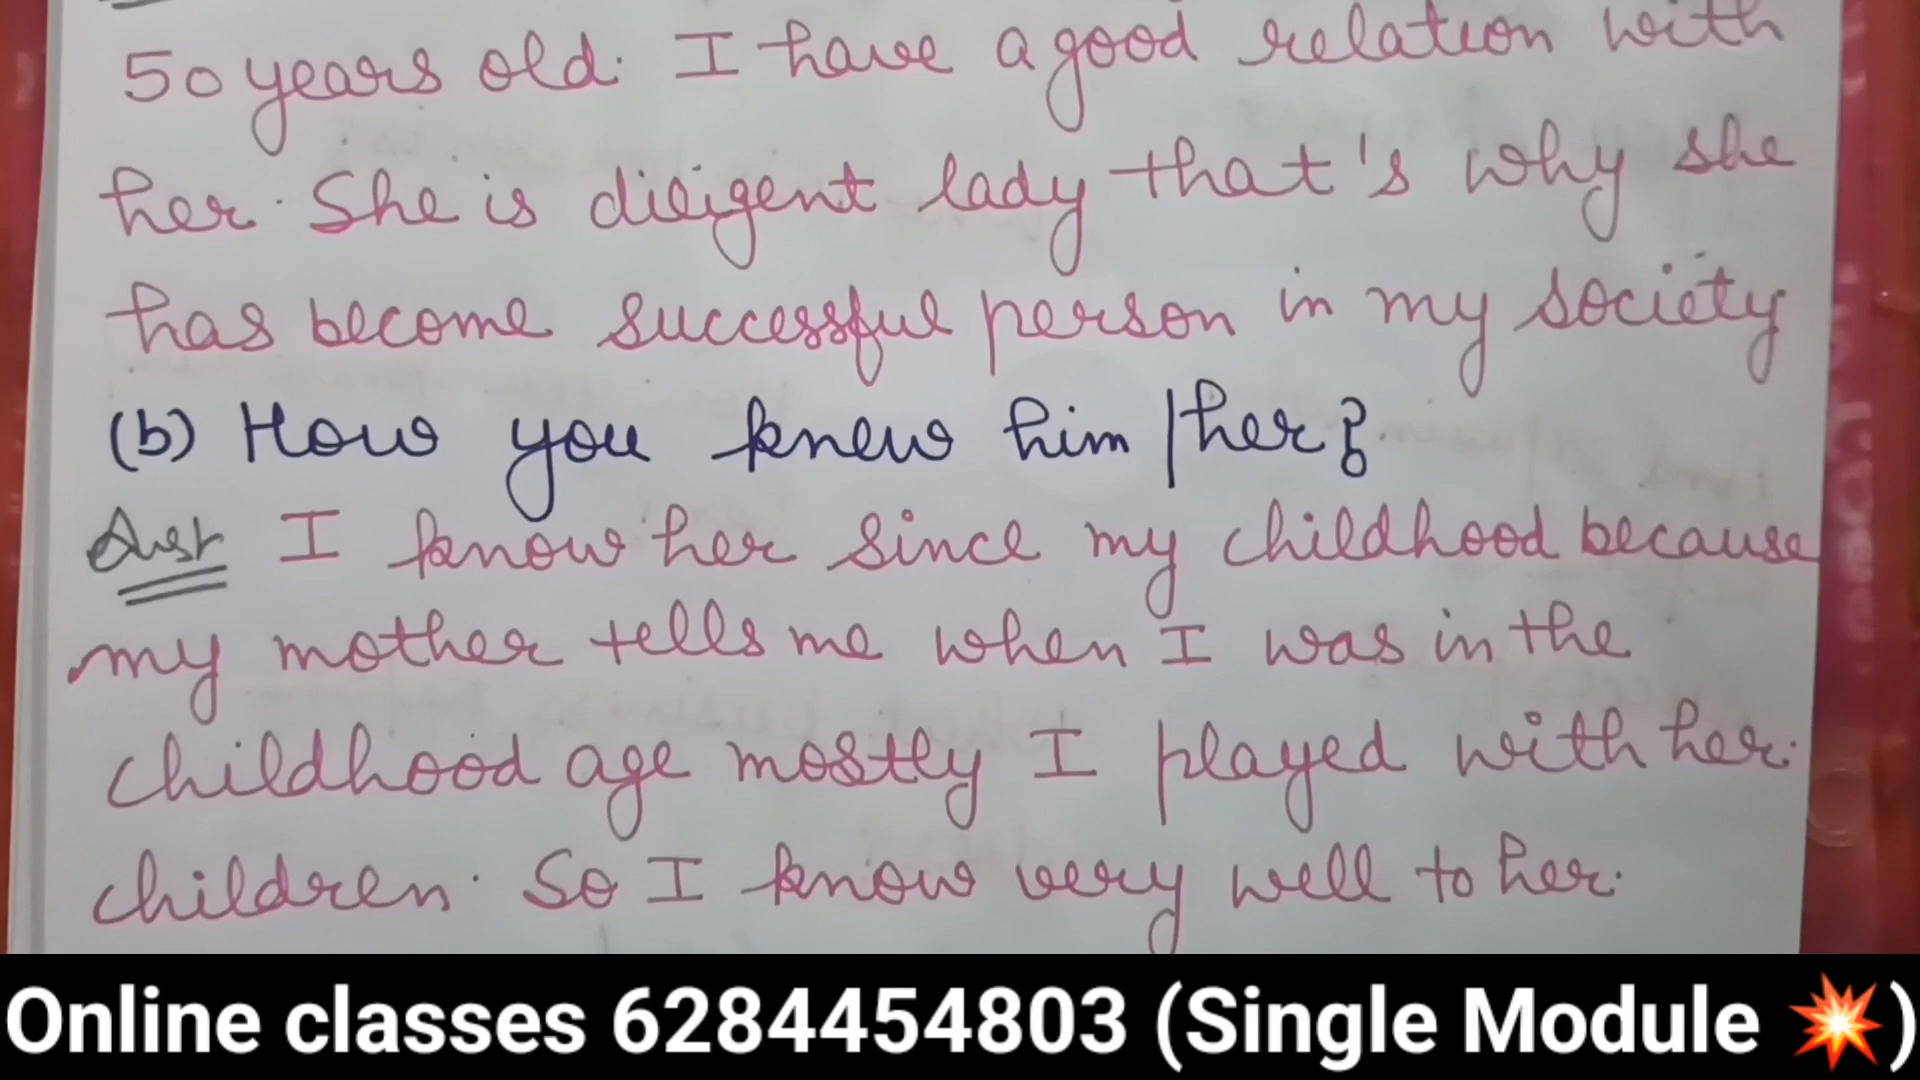 50 years old. I have a good relation with
her. She is diligent lady that's why she
has become successful person in my society
(b) How you knew him/her?
Ans: I know her since my childhood because
my mother tells me when I was in the
childhood age mostly I played with her.
children. So I know very well to her.
Online classes 6284454803 (Single Module 💥)